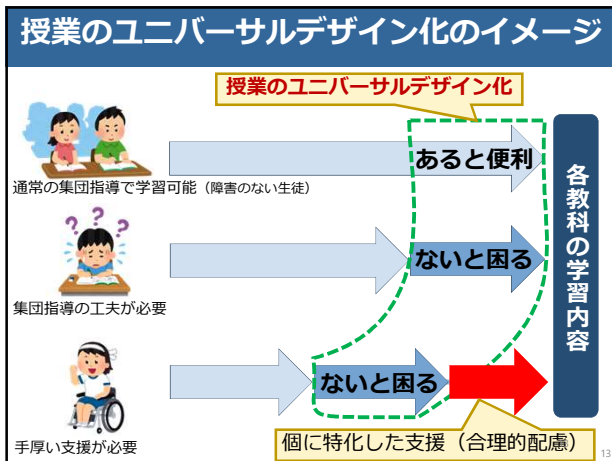 授業のユニバーサルデザイン化のイメージ
授業のユニバーサルデザイン化
あると便利
通常の集団指導で学習可能（障害のない生徒）
???
ないと困る
集団指導の工夫が必要
ないと困る
手厚い支援が必要
個に特化した支援（合理的配慮）
各教科の学習内容
13